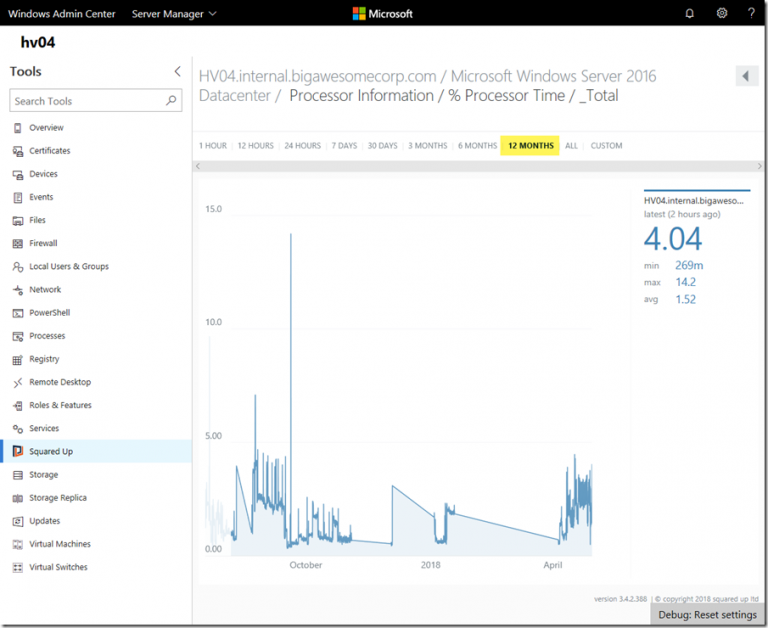 Windows Admin Center Server Manager Microsoft ?
hv04
Tools
Search Tools
Overview
Certificates
Devices
Events
Files
Firewall
Local Users & Groups
Network
PowerShell
Processes
Registry
Remote Desktop
Roles & Features
Services
Squared Up
Storage
Storage Replica
Updates
Virtual Machines
Virtual Switches
HV04.internal.bigawesomecorp.com / Microsoft Windows Server 2016
Datacenter / Processor Information / % Processor Time / _Total
1 HOUR 12 HOURS 24 HOURS 7 DAYS 30 DAYS 3 MONTHS 6 MONTHS 12 MONTHS ALL CUSTOM
15.0
10.0
5.00
0.00
October 2018 April
HV04.internal.bigaweso...
latest (2 hours ago)
4.04
min 269m
max 14.2
avg 1.52
version 3.4.2.388 | © copyright 2018 squared up ltd
Debug: Reset settings